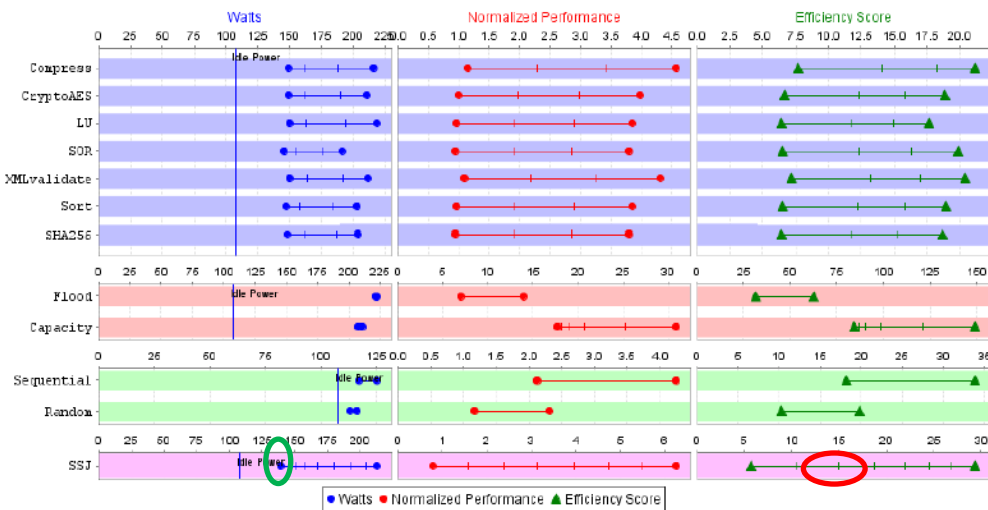 Watts Normalized Performance Efficiency Score
0 25 50 75 100 125 150 175 200 225 0.0 0.5 1.0 1.5 2.0 2.5 3.0 3.5 4.0 4.5 5.0 7.5 10.0 12.5 15.0 17.5 20.0
Idle Power
Compress
CryptoAES
LU
SOR
XMLvalidate
Sort
SHA256
0 25 50 75 100 125 150 175 200 225 0 5 10 15 20 25 30 25 50 75 100 125 150
Idle Power
Flood
Capacity
0 25 50 75 100 125 0.0 0.5 1.0 1.5 2.0 2.5 3.0 3.5 4.0 5 10 15 20 25 30 35
Idle Power
Sequential
Random
0 25 50 75 100 125 150 175 200 0 1 2 3 4 5 6 5 10 15 20 25 30
Idle Power
SSJ
Watts Normalized Performance Efficiency Score